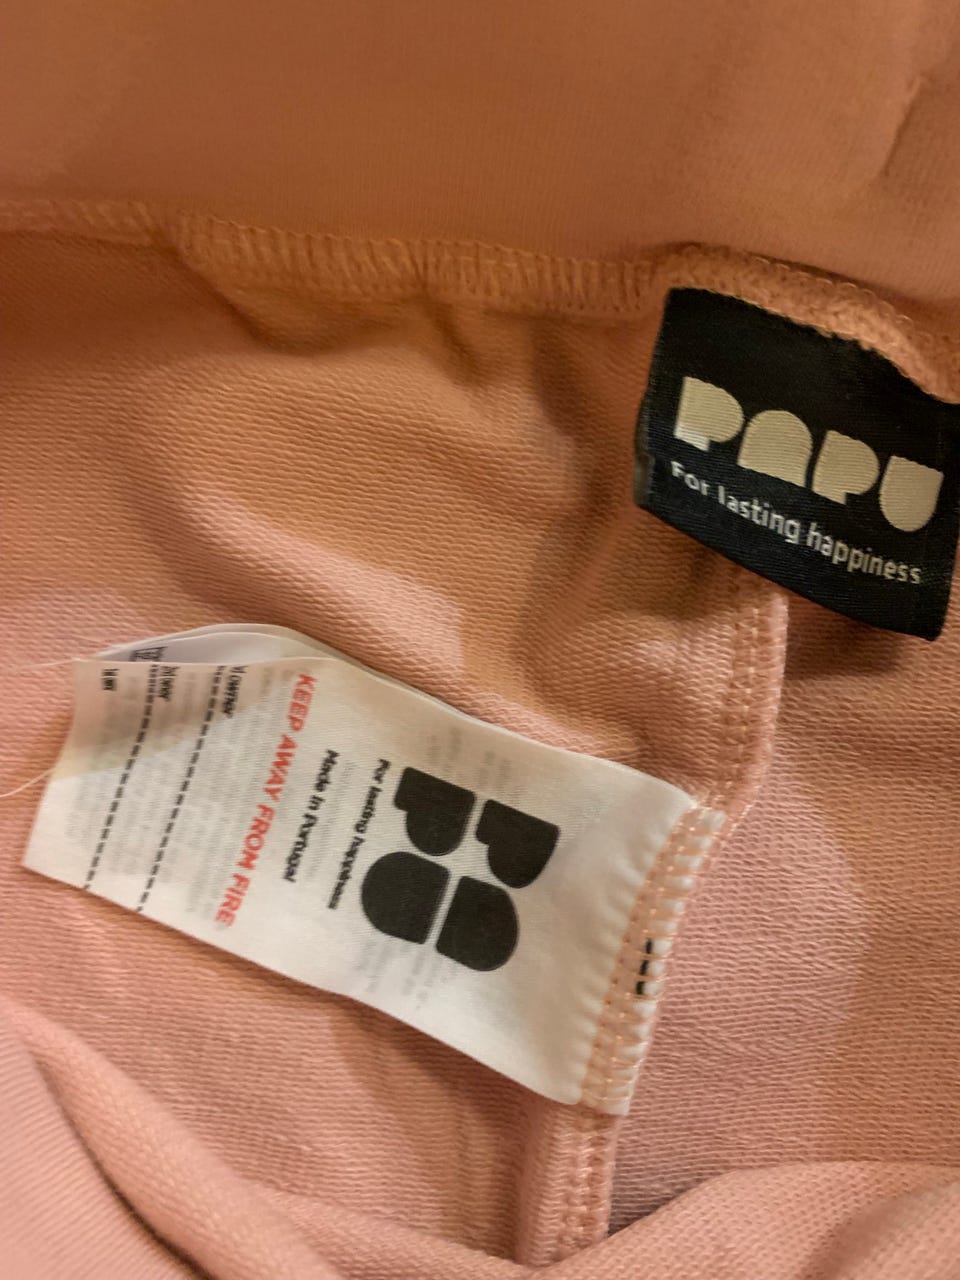 PAPU
For lasting happiness
PA
PU
For lasting happiness
Made in Portugal
KEEP AWAY FROM FIRE